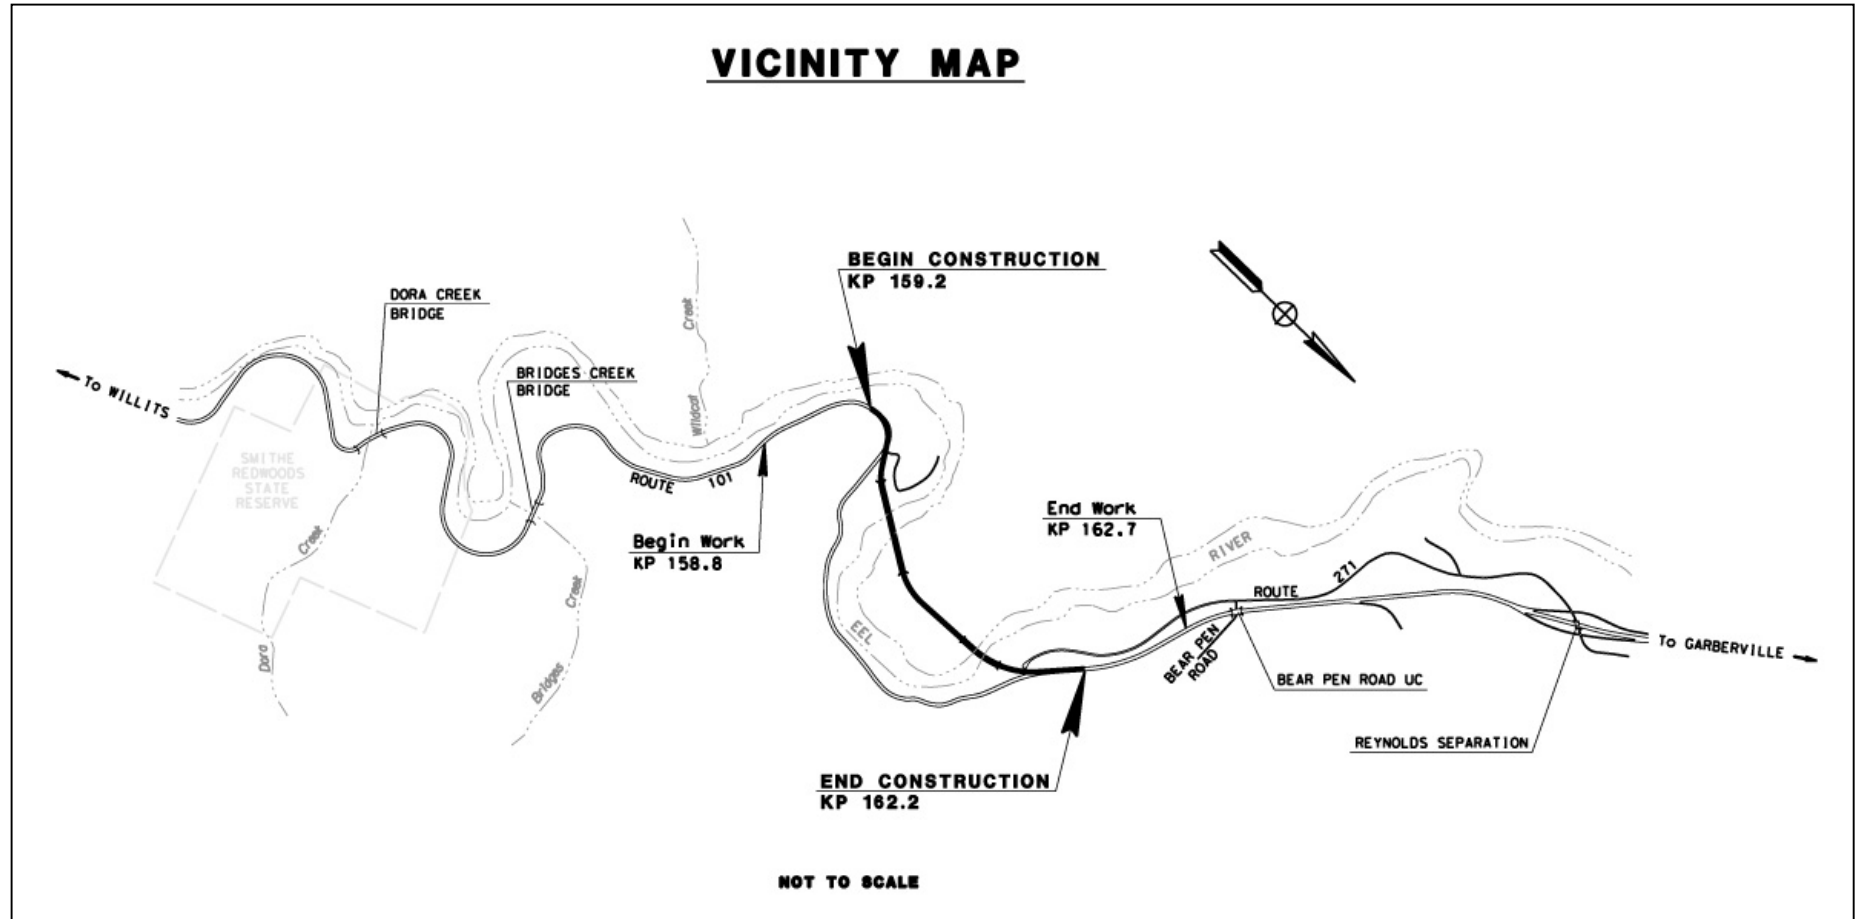 VICINITY MAP
BEGIN CONSTRUCTION
KP 159.2
DORA CREEK
BRIDGE
Creek
Wildcat
BRIDGES CREEK
BRIDGE
To WILLITS
SMITHE
REDWOODS
STATE
RESERVE
ROUTE 101
Begin Work
KP 158.8
End Work
KP 162.7
RIVER
ROUTE 271
Creek
Dora
Creek
Bridges
EEL
BEAR PEN
ROAD
To GARBERVILLE
BEAR PEN ROAD UC
REYNOLDS SEPARATION
END CONSTRUCTION
KP 162.2
NOT TO SCALE